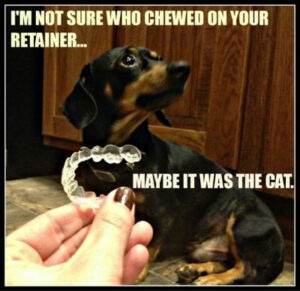 I'M NOT SURE WHO CHEWED ON YOUR
RETAINER...
MAYBE IT WAS THE CAT.